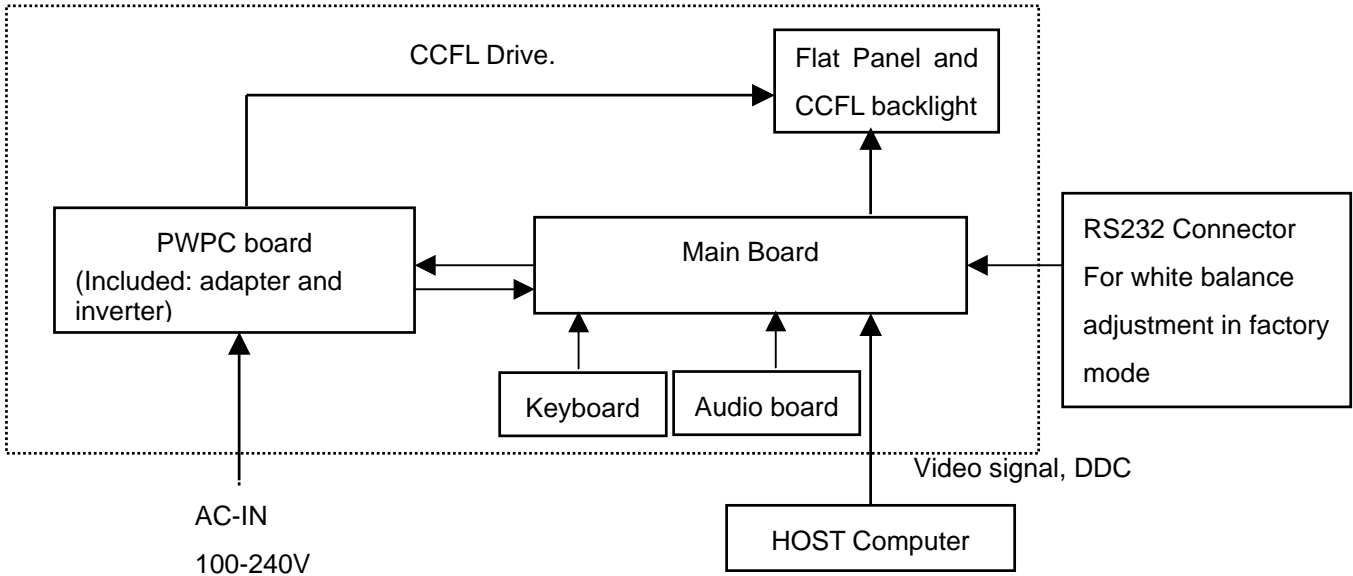 CCFL Drive.
Flat Panel and
CCFL backlight
PWPC board
(Included: adapter and
inverter)
Main Board
RS232 Connector
For white balance
adjustment in factory
mode
Keyboard
Audio board
Video signal, DDC
AC-IN
100-240V
HOST Computer